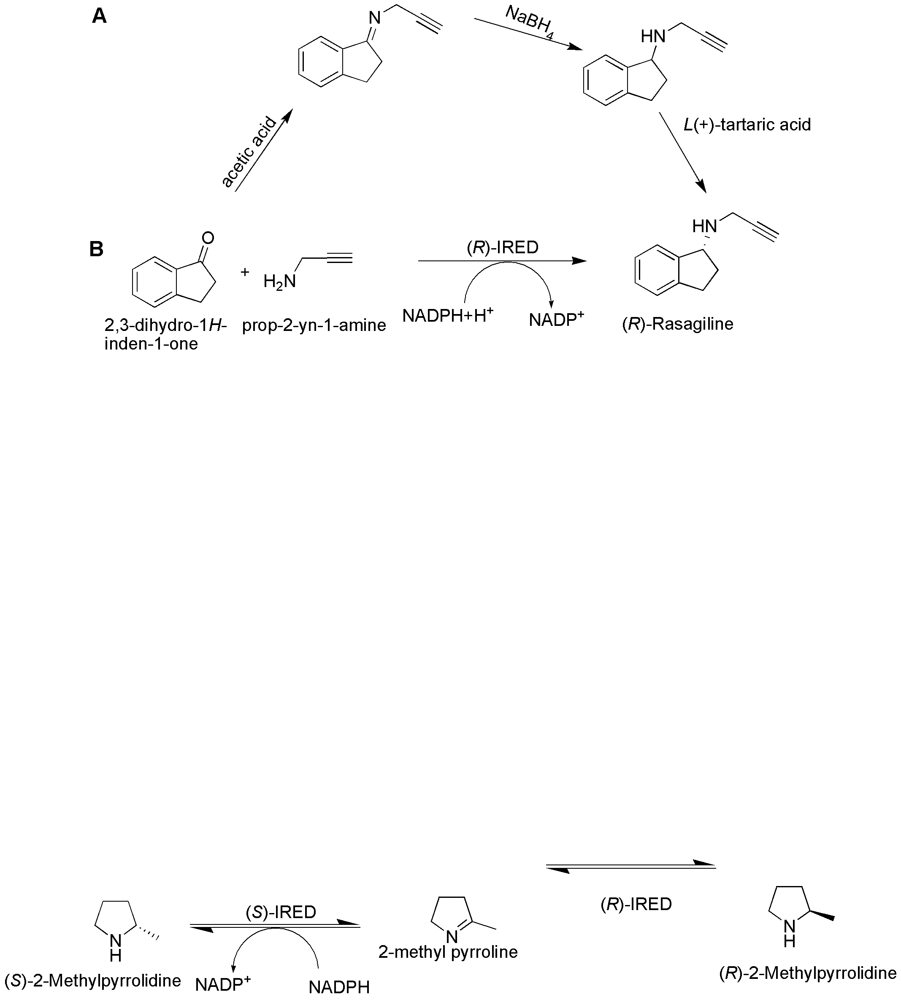 A
N
NaBH4
HN
acetic acid
L(+)-tartaric acid
B
O
+
H2N
(R)-IRED
NADPH+H+
NADP+
HN
2,3-dihydro-1H-
inden-1-one
prop-2-yn-1-amine
(R)-Rasagiline
N
H
(S)-2-Methylpyrrolidine
(S)-IRED
NADP+
NADPH
N
2-methyl pyrroline
(R)-IRED
N
H
(R)-2-Methylpyrrolidine